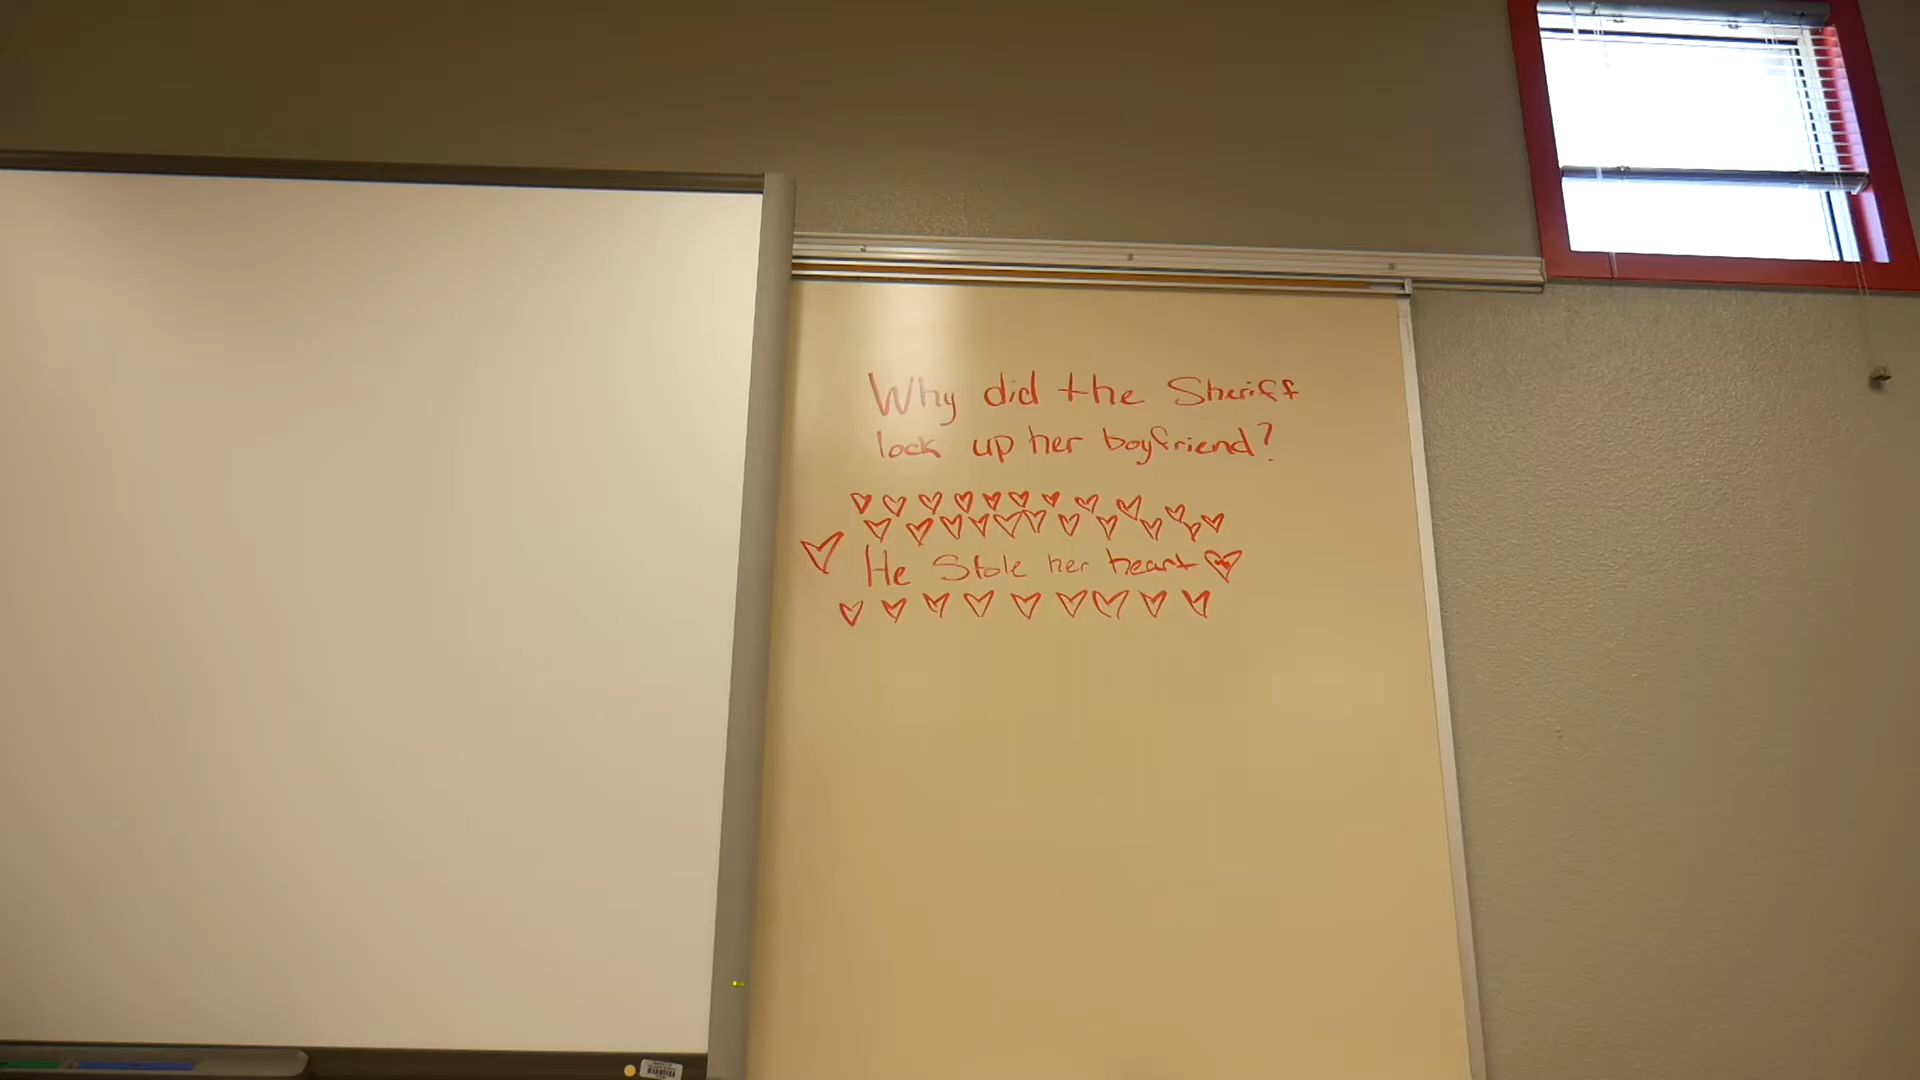 Why did the Sheriff
lock up her boyfriend?
He Stole her heart